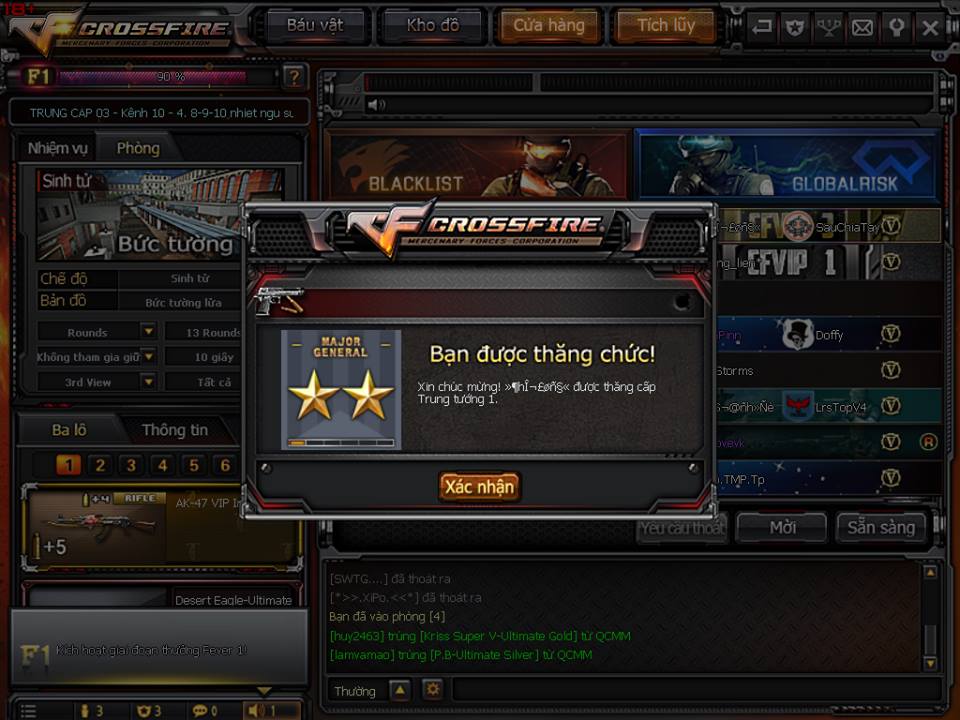 18+
CROSSFIRE
MERCENARY FORCES CORPORATION
Báu vật
Kho đồ
Cửa hàng
Tích lũy
F1
90 %
?
TRUNG CẤP 03 - Kênh 10 - 4. 8-9-10 nhiet ngu
Nhiệm vụ
Phòng
Sinh tử
Bức tường
Chế độ
Sinh tử
Bản đồ
Bức tường lửa
Rounds
13 Rounds
Không tham gia giữ
10 giây
3rd View
Tất cả
BLACKLIST
GLOBALRISK
SauChiaTay
CFVIP 1
Doffy
Storms
LrsTopV4
.TMP.Tp
CROSSFIRE
MERCENARY FORCES CORPORATION
MAJOR GENERAL
Bạn được thăng chức!
Xin chúc mừng! »¶hÎ¬£øñ§« được thăng cấp
Trung tướng 1.
Xác nhận
Ba lô
Thông tin
1 2 3 4 5 6
+4
RIFLE
AK-47 VIP
+5
Desert Eagle-Ultimate
Yêu cầu thoát
Mời
Sẵn sàng
[SWTG....] đã thoát ra
[*>>.XiPo.<<*] đã thoát ra
Bạn đã vào phòng [4]
[huy2463] trúng [Kriss Super V-Ultimate Gold] từ QCMM
[lamvamao] trúng [P.B-Ultimate Silver] từ QCMM
F1
Kích hoạt giai đoạn thưởng Fever 1!
Thường
3
3
0
1